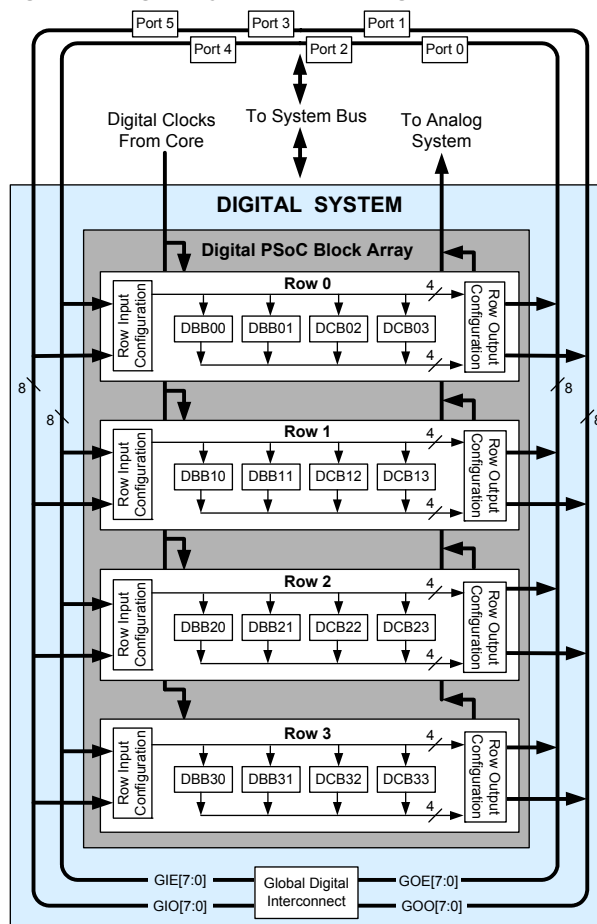 Port 5
Port 3
Port 1
Port 4
Port 2
Port 0
Digital Clocks
From Core
To System Bus
To Analog
System
DIGITAL SYSTEM
Digital PSoC Block Array
Row 0
Row Input
Configuration
4
DBB00
DBB01
DCB02
DCB03
4
Row Output
Configuration
8
8
8
8
Row 1
Row Input
Configuration
4
DBB10
DBB11
DCB12
DCB13
4
Row Output
Configuration
Row 2
Row Input
Configuration
4
DBB20
DBB21
DCB22
DCB23
4
Row Output
Configuration
Row 3
Row Input
Configuration
4
DBB30
DBB31
DCB32
DCB33
4
Row Output
Configuration
GIE[7:0]
GIO[7:0]
Global Digital
Interconnect
GOE[7:0]
GOO[7:0]